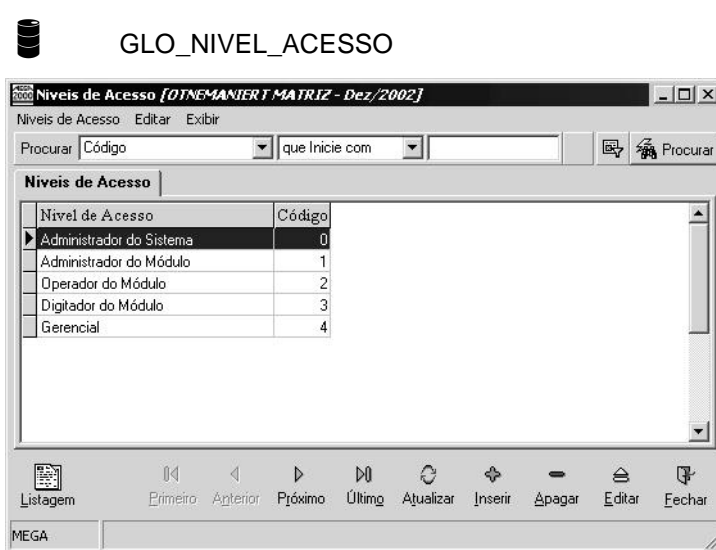 GLO_NIVEL_ACESSO
Niveis de Acesso [OTNEMANIERT MATRIZ - Dez/2002]
Niveis de Acesso Editar Exibir
Procurar Código que Inicie com Procurar
Níveis de Acesso
Nivel de Acesso Código
Administrador do Sistema 0
Administrador do Módulo 1
Operador do Módulo 2
Digitador do Módulo 3
Gerencial 4
Listagem Primeiro Anterior Próximo Último Atualizar Inserir Apagar Editar Fechar
MEGA